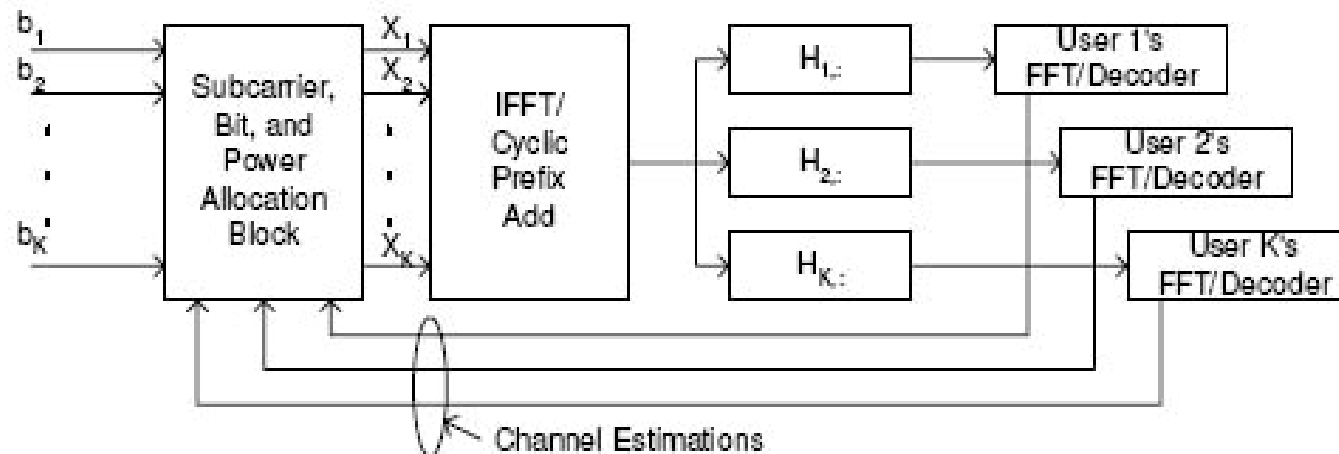 b1
b2
bK
Subcarrier,
Bit, and
Power
Allocation
Block
X1
X2
XK
IFFT/
Cyclic
Prefix
Add
H1,:
H2,:
HK,:
User 1's
FFT/Decoder
User 2's
FFT/Decoder
User K's
FFT/Decoder
Channel Estimations